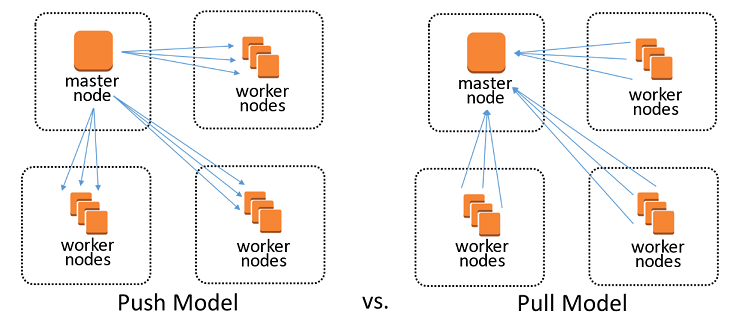 master
node
worker
nodes
worker
nodes
worker
nodes
Push Model
vs.
master
node
worker
nodes
worker
nodes
worker
nodes
Pull Model